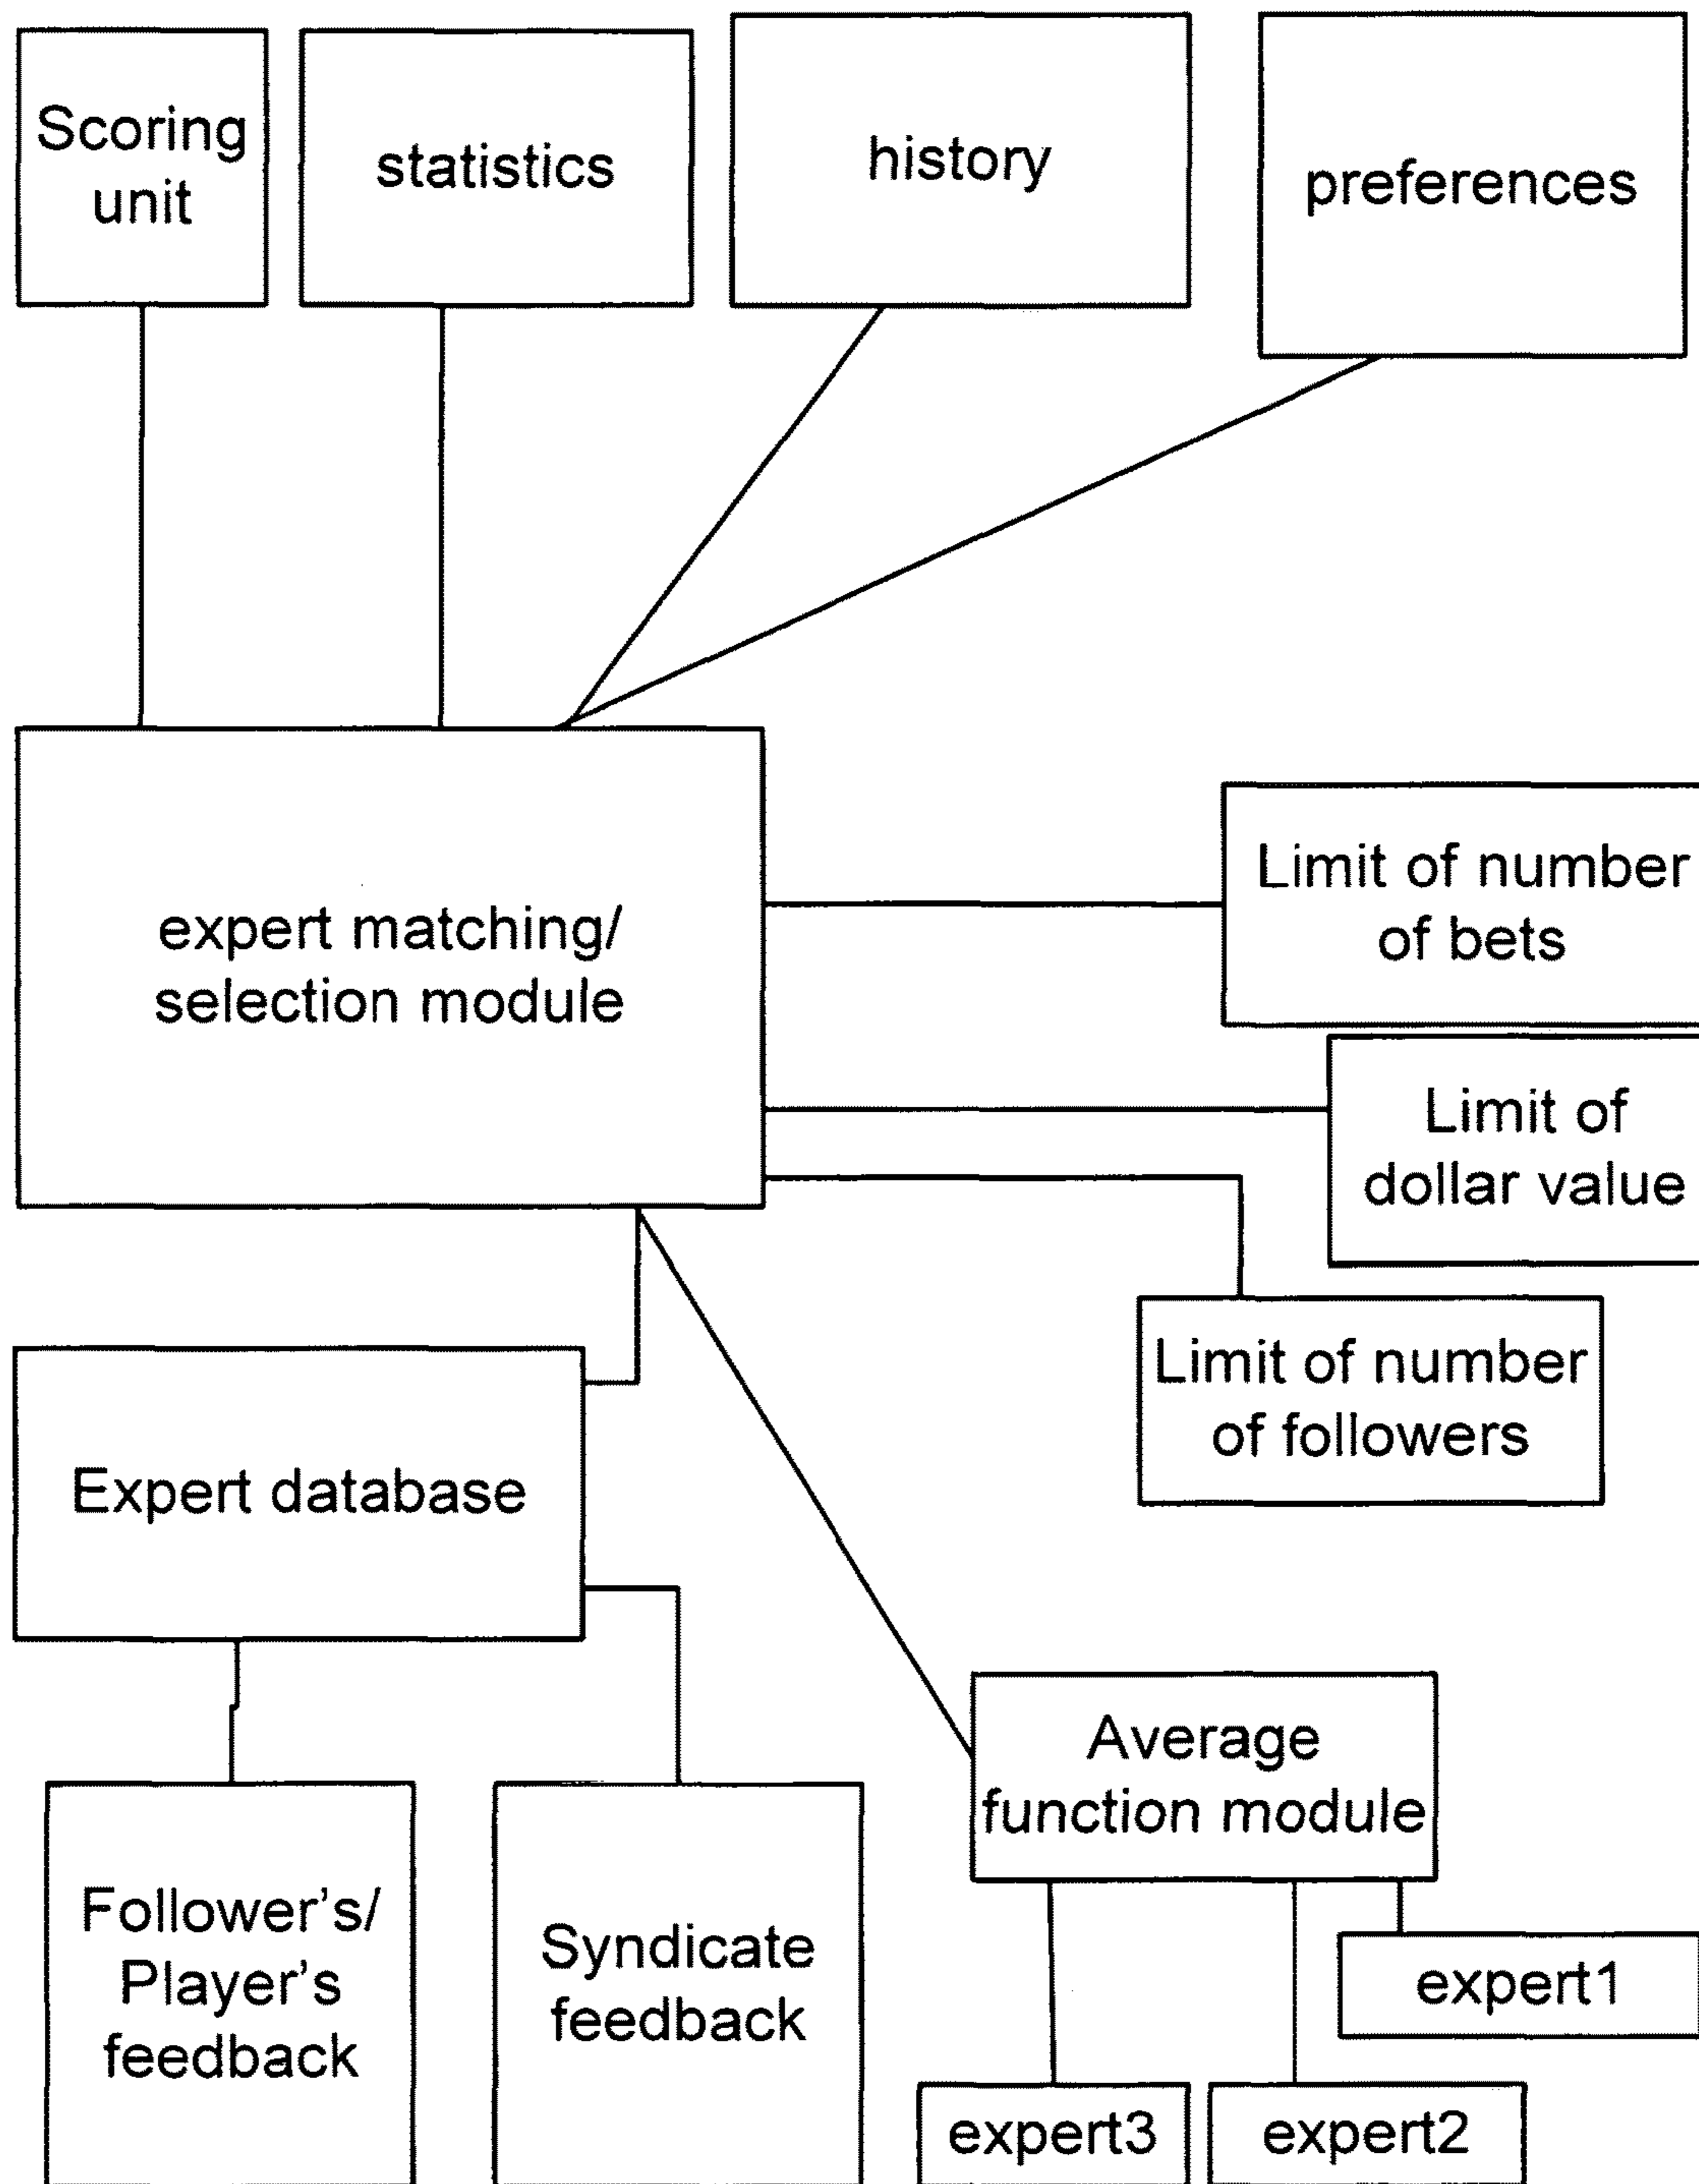 Scoring
unit
statistics
history
preferences
expert matching/
selection module
Limit of number
of bets
Limit of
dollar value
Limit of number
of followers
Expert database
Average
function module
Follower's/
Player's
feedback
Syndicate
feedback
expert1
expert3
expert2